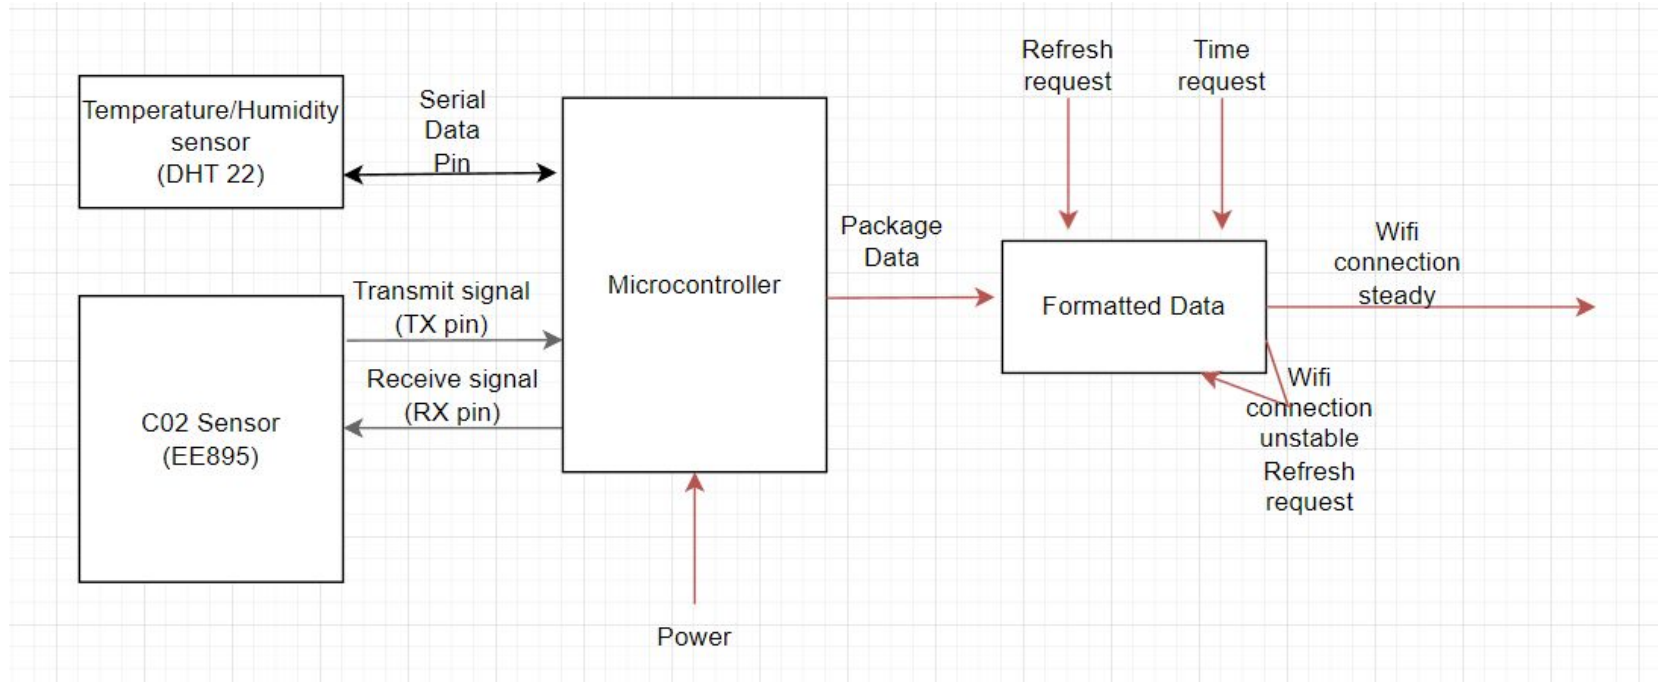 Temperature/Humidity
sensor
(DHT 22)
Serial
Data
Pin
Transmit signal
(TX pin)
Receive signal
(RX pin)
C02 Sensor
(EE895)
Microcontroller
Power
Package
Data
Refresh
request
Time
request
Formatted Data
Wifi
connection
steady
Wifi
connection
unstable
Refresh
request